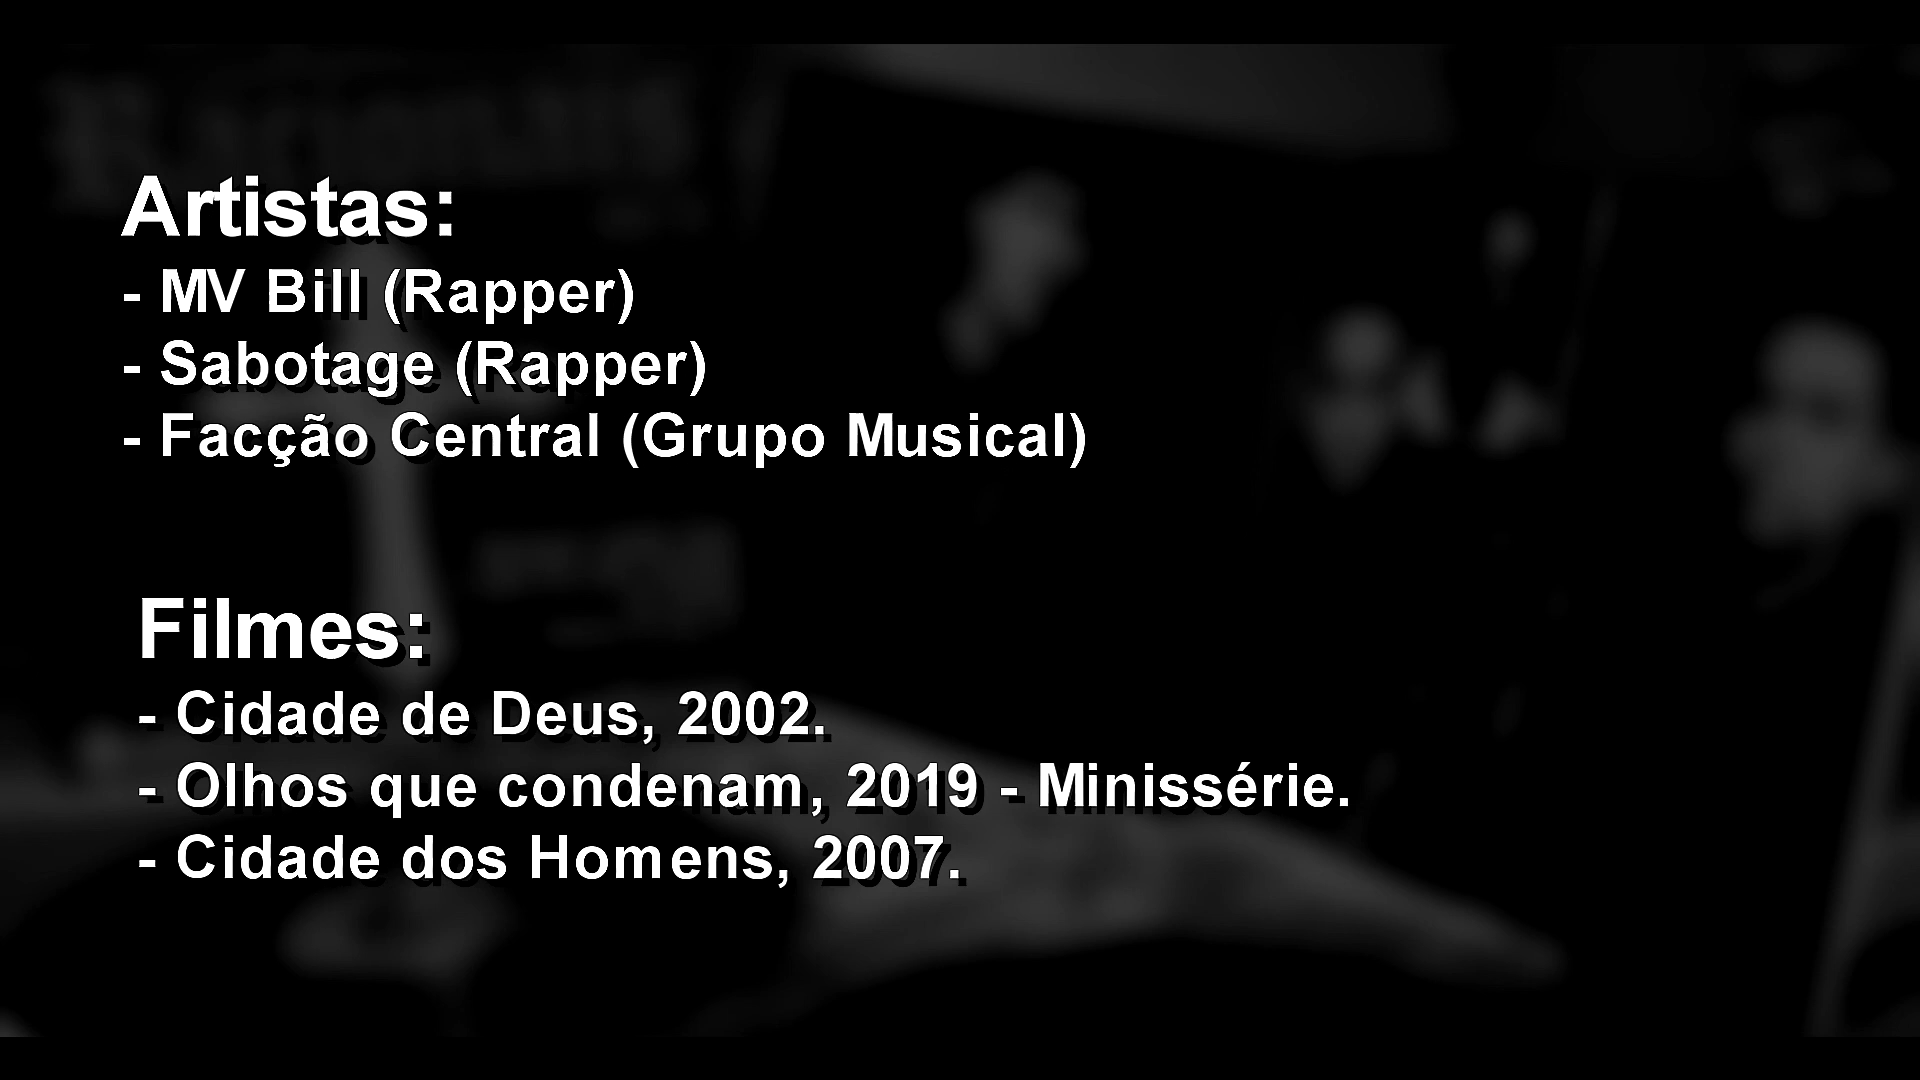 Racionais
Artistas:
- MV Bill (Rapper)
- Sabotage (Rapper)
- Facção Central (Grupo Musical)
Filmes:
- Cidade de Deus, 2002.
- Olhos que condenam, 2019 - Minissérie.
- Cidade dos Homens, 2007.